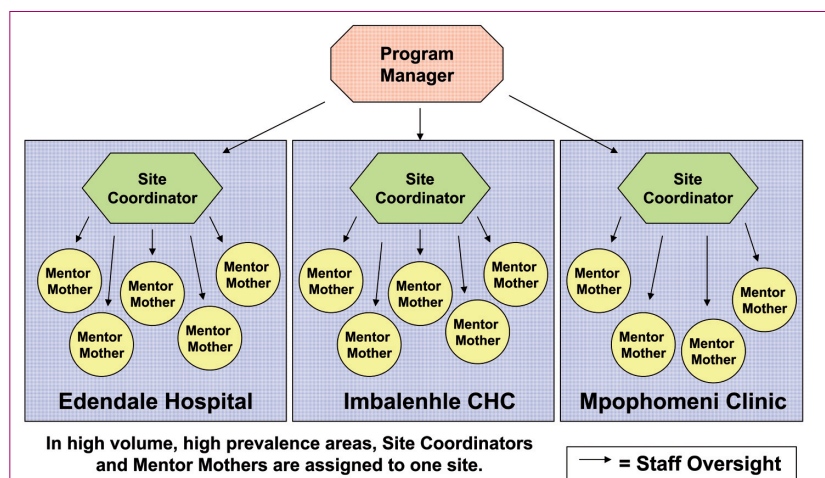 Program
Manager
Site
Coordinator
Mentor
Mother
Mentor
Mother
Mentor
Mother
Mentor
Mother
Mentor
Mother
Edendale Hospital
Site
Coordinator
Mentor
Mother
Mentor
Mother
Mentor
Mother
Mentor
Mother
Mentor
Mother
Imbalenhle CHC
Site
Coordinator
Mentor
Mother
Mentor
Mother
Mentor
Mother
Mentor
Mother
Mpophomeni Clinic
In high volume, high prevalence areas, Site Coordinators
and Mentor Mothers are assigned to one site.
= Staff Oversight